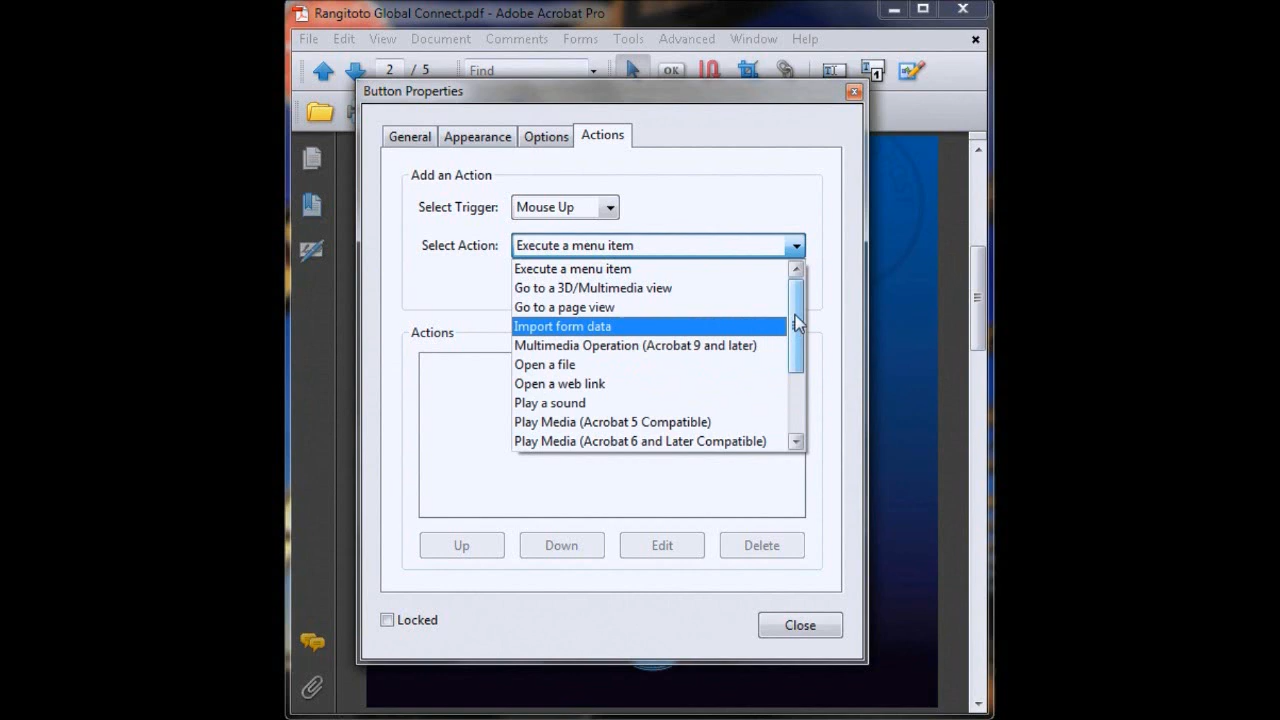 Rangitoto Global Connect.pdf - Adobe Acrobat Pro
File Edit View Document Comments Forms Tools Advanced Window Help
2 / 5 Find OK
Button Properties
General Appearance Options Actions
Add an Action
Select Trigger: Mouse Up
Select Action: Execute a menu item
Execute a menu item
Go to a 3D/Multimedia view
Go to a page view
Import form data
Actions
Multimedia Operation (Acrobat 9 and later)
Open a file
Open a web link
Play a sound
Play Media (Acrobat 5 Compatible)
Play Media (Acrobat 6 and Later Compatible)
Up Down Edit Delete
Locked
Close